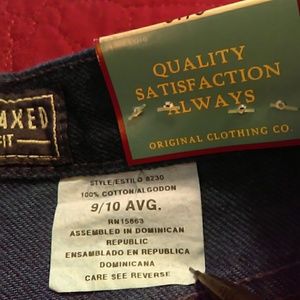 QUALITY
SATISFACTION
ALWAYS
ORIGINAL CLOTHING CO.
FIT
STYLE/ESTILO 8230
100% COTTON/ALGODON
9/10 AVG.
RN15863
ASSEMBLED IN DOMINICAN
REPUBLIC
ENSAMBLADO EN REPUBLICA
DOMINICANA
CARE SEE REVERSE